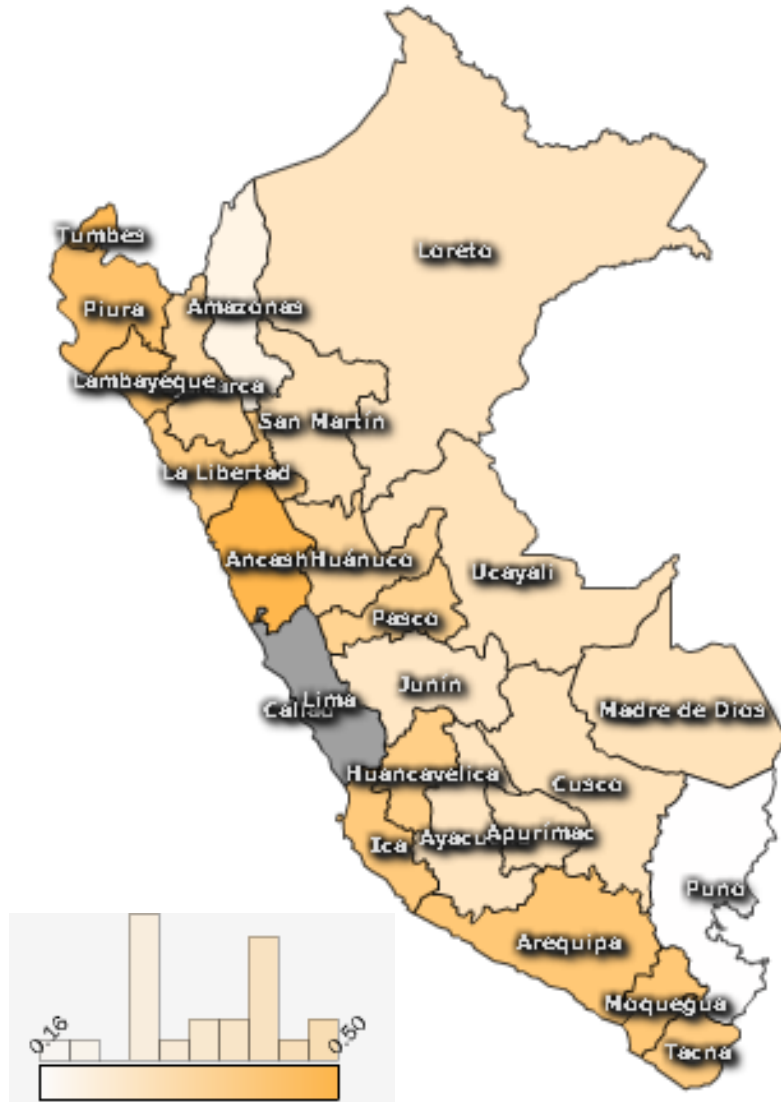 Tumbes
Loreto
Piura
Amazonas
Lambayeque
San Martín
La Libertad
Ancash
Huánuco
Ucayali
Pasco
Junín
Lima
Madre de Dios
Huancavelica
Cusco
Ica
Apurímac
Puno
Arequipa
Moquegua
Tacna
0.16
0.50